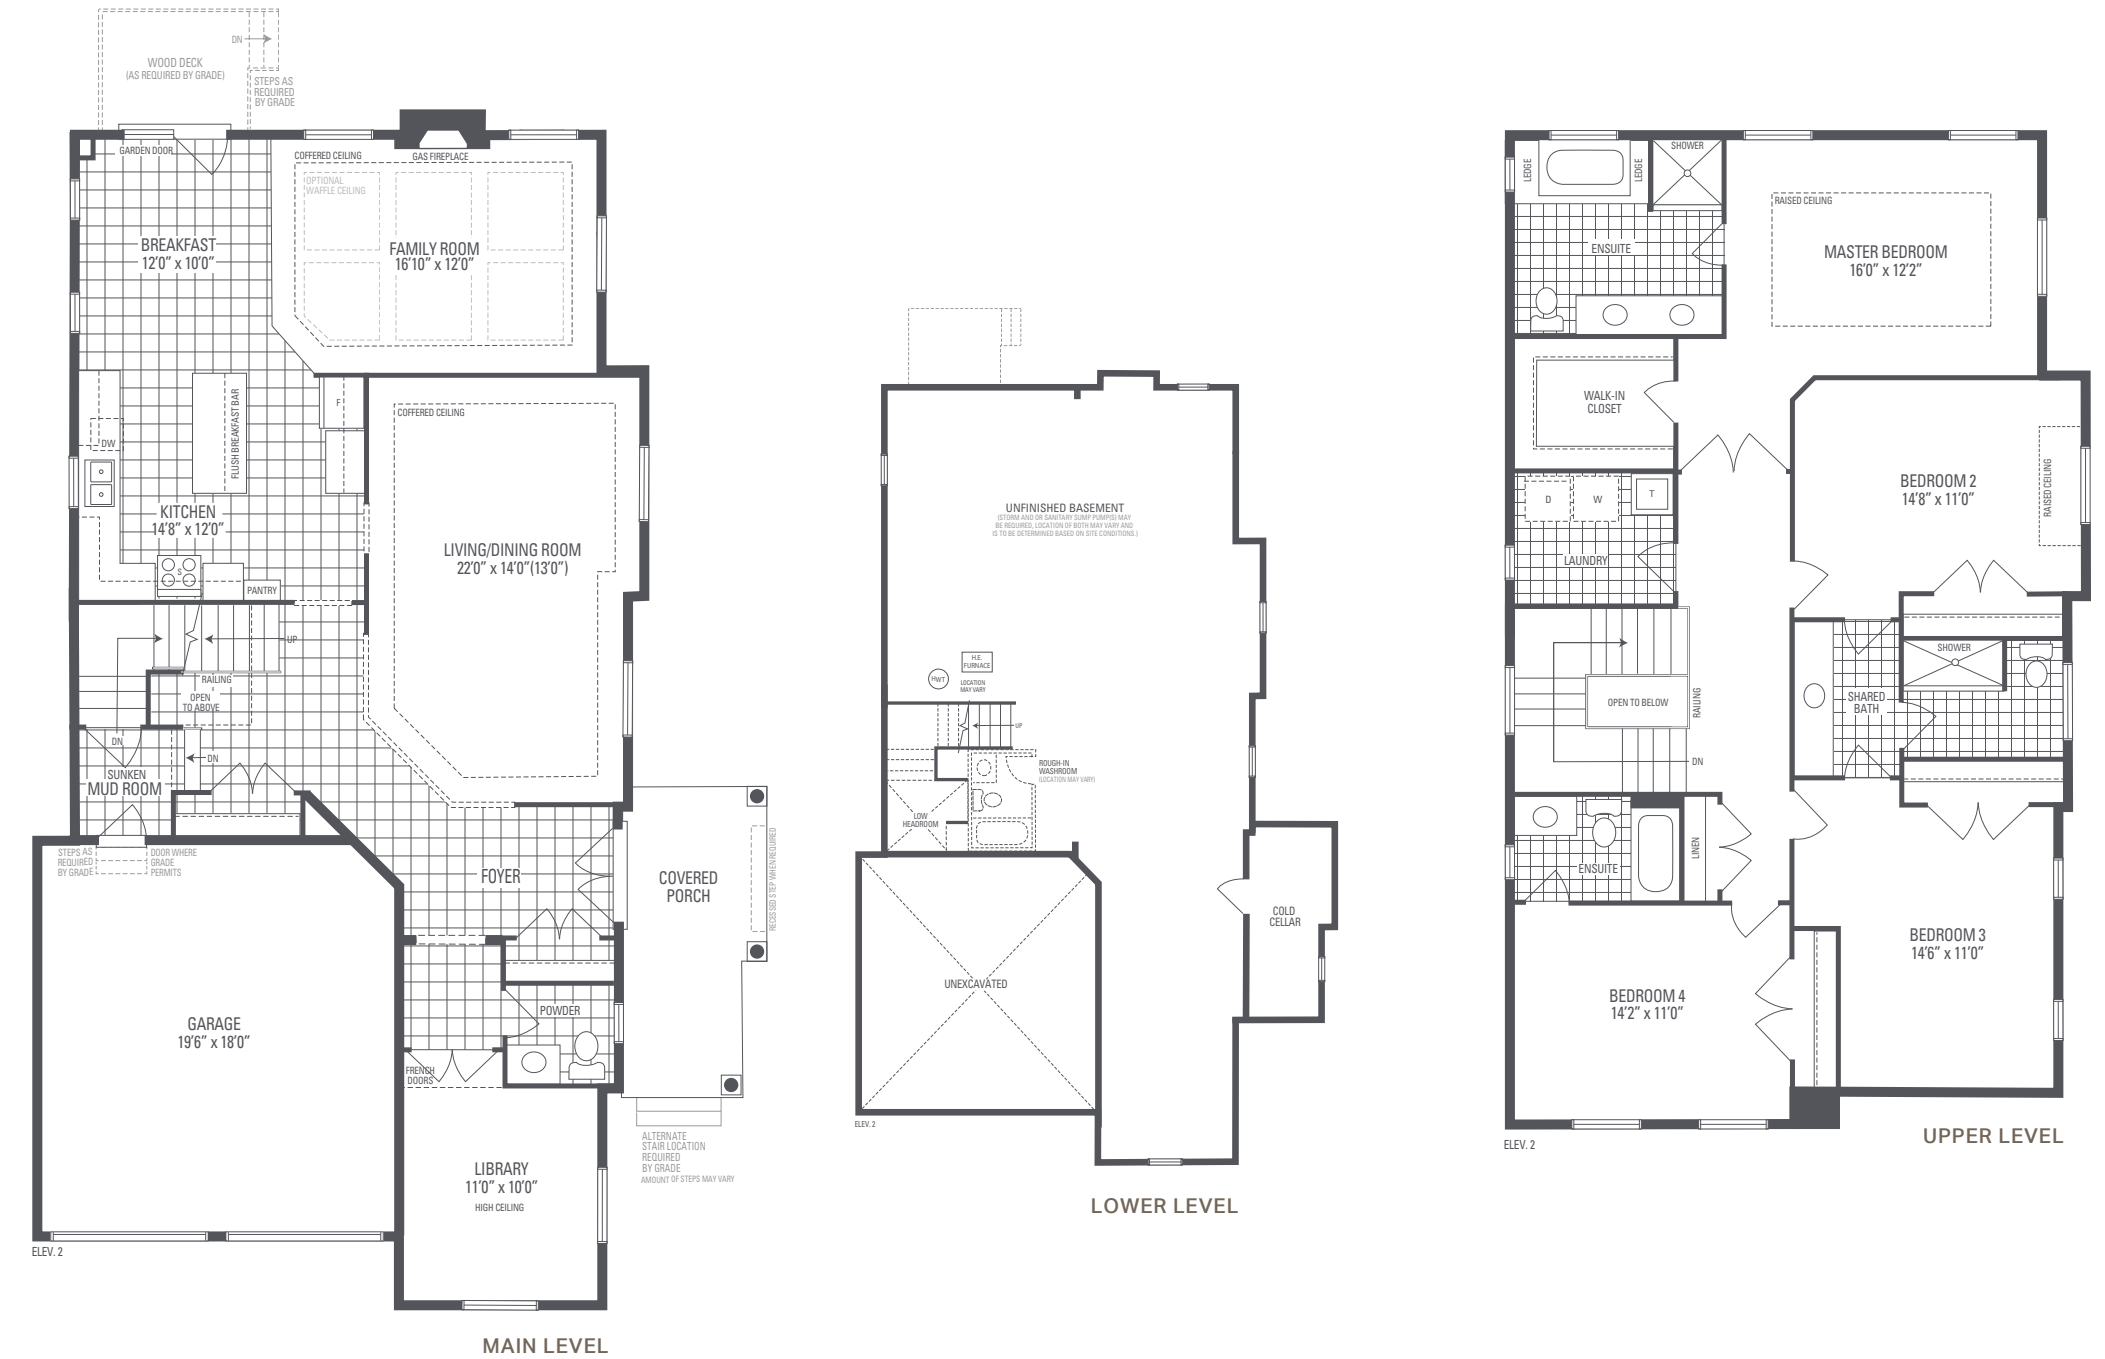 DN
WOOD DECK
(AS REQUIRED BY GRADE)
STEPS AS
REQUIRED
BY GRADE
GARDEN DOOR
COFFERED CEILING
GAS FIREPLACE
OPTIONAL
WAFFLE CEILING
BREAKFAST
12'0" x 10'0"
FAMILY ROOM
16'10" x 12'0"
F
FLUSH BREAKFAST BAR
DW
COFFERED CEILING
KITCHEN
14'8" x 12'0"
S
PANTRY
LIVING/DINING ROOM
22'0" x 14'0"(13'0")
UP
RAILING
OPEN
TO ABOVE
DN
DN
SUNKEN
MUD ROOM
STEPS AS
REQUIRED
BY GRADE
DOOR WHERE
GRADE
PERMITS
FOYER
COVERED
PORCH
RECESSED STEP WHEN REQUIRED
GARAGE
19'6" x 18'0"
POWDER
FRENCH
DOORS
ALTERNATE
STAIR LOCATION
REQUIRED
BY GRADE
AMOUNT OF STEPS MAY VARY
LIBRARY
11'0" x 10'0"
HIGH CEILING
ELEV. 2
MAIN LEVEL
UNFINISHED BASEMENT
(STORM AND OR SANITARY SUMP PUMP(S) MAY
BE REQUIRED, LOCATION OF BOTH MAY VARY AND
IS TO BE DETERMINED BASED ON SITE CONDITIONS.)
H.E.
FURNACE
HWT
LOCATION
MAY VARY
UP
ROUGH-IN
WASHROOM
(LOCATION MAY VARY)
LOW
HEADROOM
COLD
CELLAR
UNEXCAVATED
ELEV. 2
LOWER LEVEL
LEDGE
LEDGE
SHOWER
RAISED CEILING
ENSUITE
MASTER BEDROOM
16'0" x 12'2"
WALK-IN
CLOSET
D
W
T
LAUNDRY
BEDROOM 2
14'8" x 11'0"
RAISED CEILING
SHOWER
OPEN TO BELOW
RAILING
SHARED
BATH
DN
LINEN
ENSUITE
BEDROOM 3
14'6" x 11'0"
BEDROOM 4
14'2" x 11'0"
ELEV. 2
UPPER LEVEL